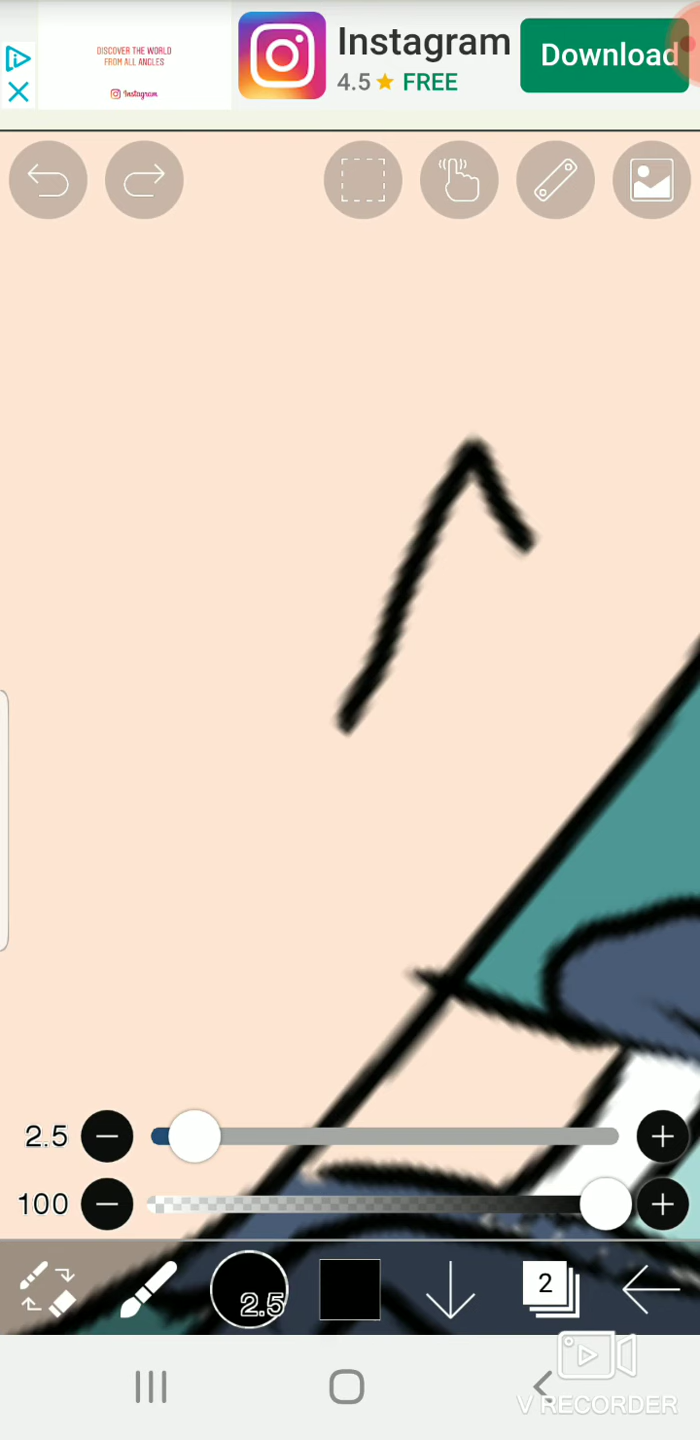 DISCOVER THE WORLD
FROM ALL ANGLES
Instagram
Instagram
4.5 FREE
Download
2.5
100
2.5
2
V RECORDER